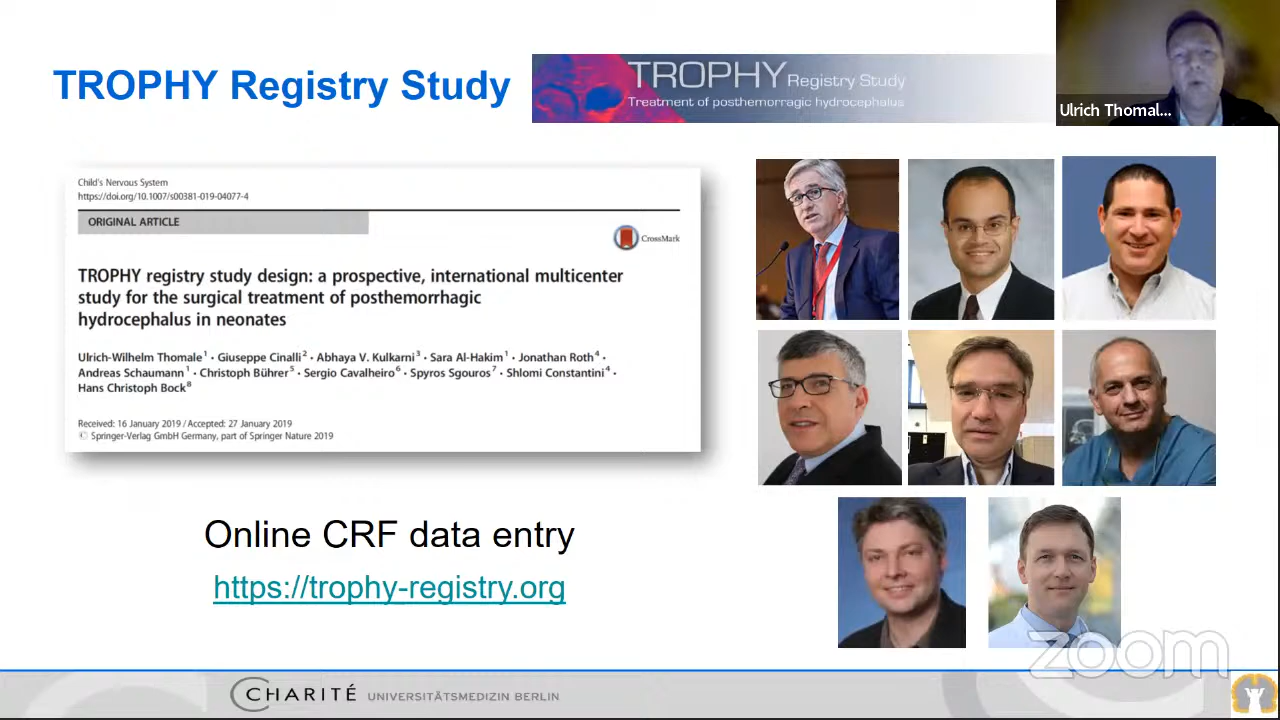 TROPHY Registry Study
TROPHY Registry Study
Treatment of posthemorragic hydrocephalus
Ulrich Thomal...
Child's Nervous System
https://doi.org/10.1007/s00381-019-04077-4
ORIGINAL ARTICLE
CrossMark
TROPHY registry study design: a prospective, international multicenter
study for the surgical treatment of posthemorrhagic
hydrocephalus in neonates
Ulrich-Wilhelm Thomale1 · Giuseppe Cinalli2 · Abhaya V. Kulkarni3 · Sara Al-Hakim1 · Jonathan Roth4 ·
Andreas Schaumann1 · Christoph Bührer5 · Sergio Cavalheiro6 · Spyros Sgouros7 · Shlomi Constantini4 ·
Hans Christoph Bock8
Received: 16 January 2019 / Accepted: 27 January 2019
© Springer-Verlag GmbH Germany, part of Springer Nature 2019
Online CRF data entry
https://trophy-registry.org
zoom
CHARITÉ UNIVERSITÄTSMEDIZIN BERLIN